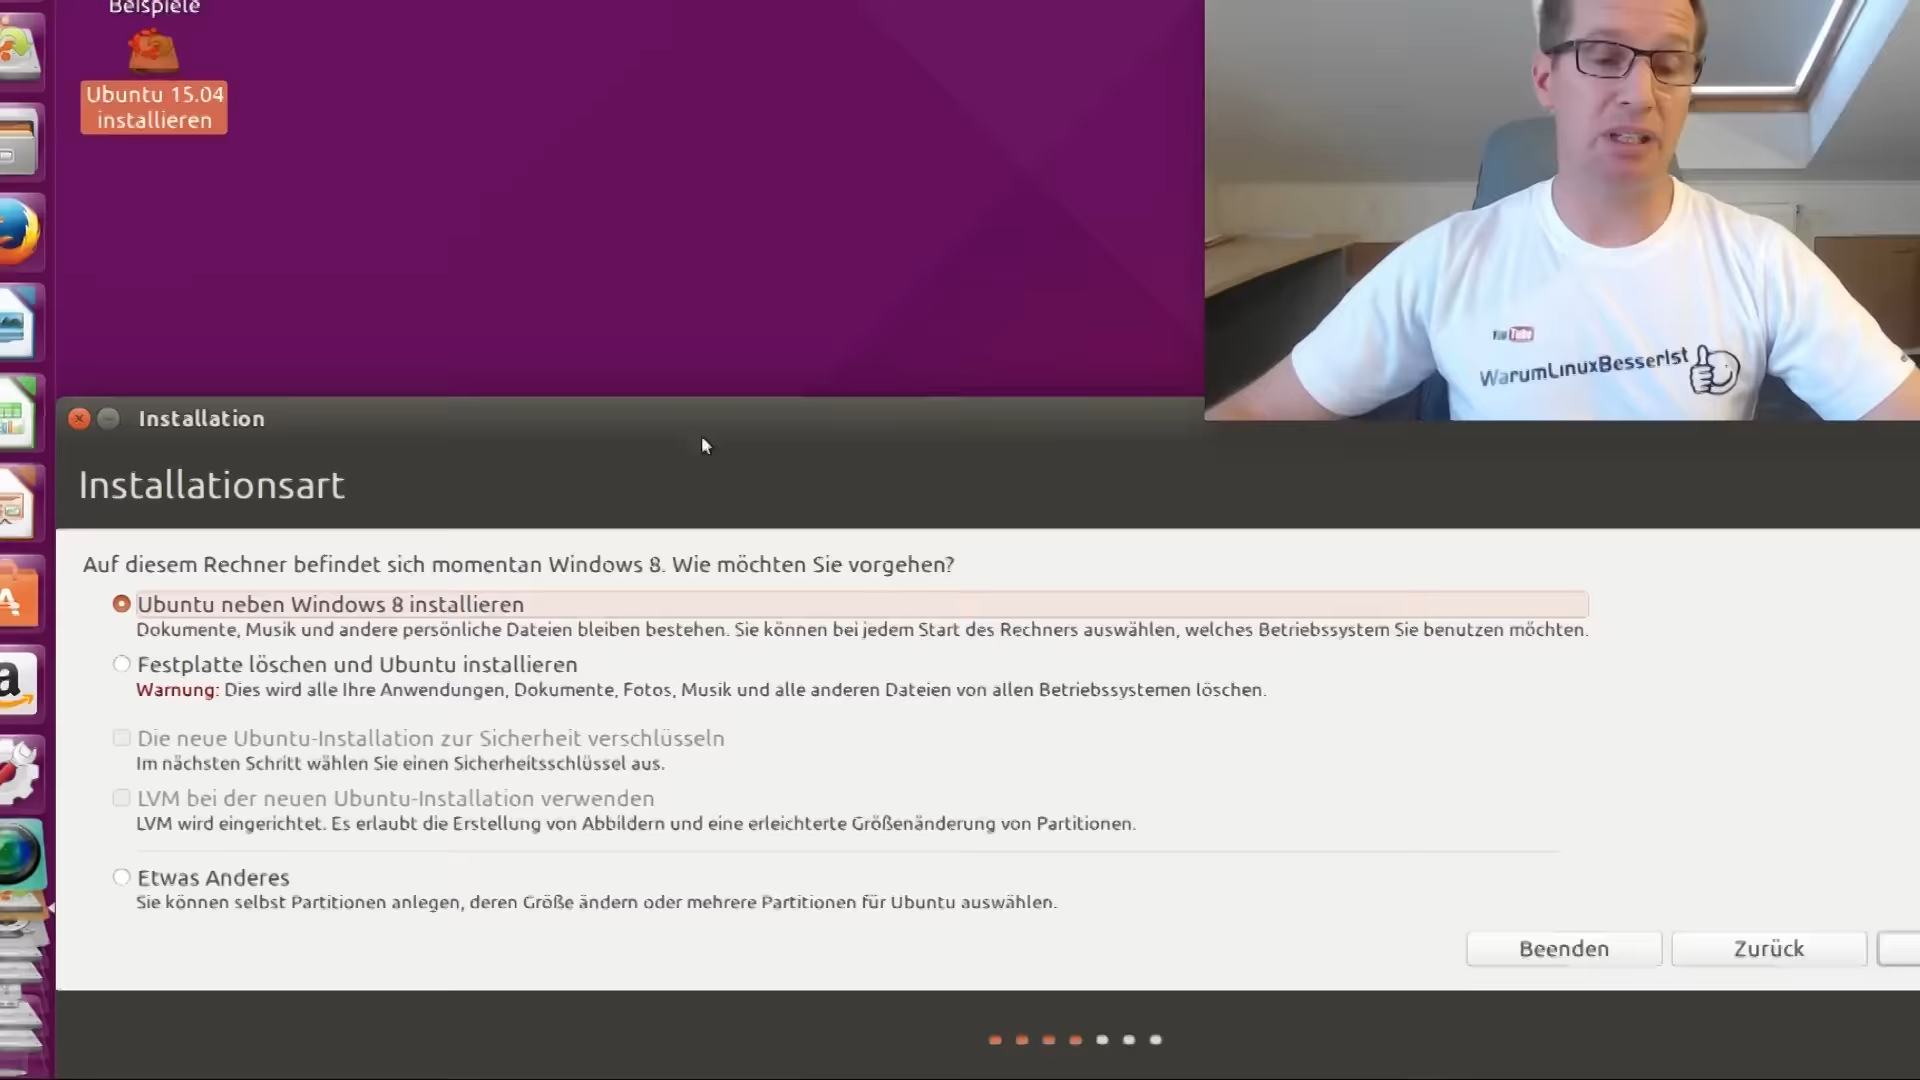 Beispiele
Ubuntu 15.04
installieren
YouTube
WarumLinuxBesserIst
Installation
Installationsart
Auf diesem Rechner befindet sich momentan Windows 8. Wie möchten Sie vorgehen?
Ubuntu neben Windows 8 installieren
Dokumente, Musik und andere persönliche Dateien bleiben bestehen. Sie können bei jedem Start des Rechners auswählen, welches Betriebssystem Sie benutzen möchten.
Festplatte löschen und Ubuntu installieren
Warnung: Dies wird alle Ihre Anwendungen, Dokumente, Fotos, Musik und alle anderen Dateien von allen Betriebssystemen löschen.
Die neue Ubuntu-Installation zur Sicherheit verschlüsseln
Im nächsten Schritt wählen Sie einen Sicherheitsschlüssel aus.
LVM bei der neuen Ubuntu-Installation verwenden
LVM wird eingerichtet. Es erlaubt die Erstellung von Abbildern und eine erleichterte Größenänderung von Partitionen.
Etwas Anderes
Sie können selbst Partitionen anlegen, deren Größe ändern oder mehrere Partitionen für Ubuntu auswählen.
Beenden
Zurück